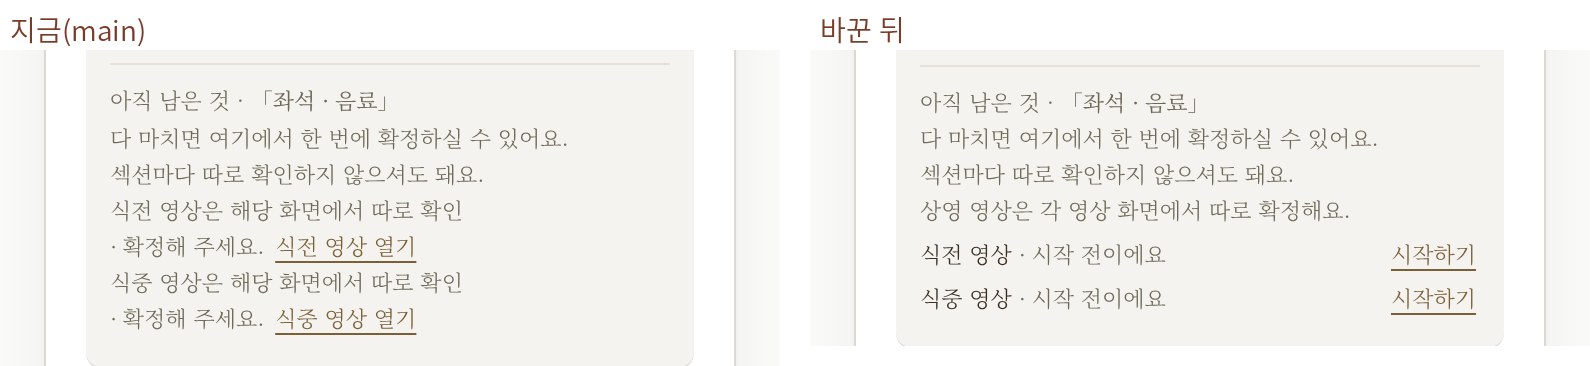 지금(main)
아직 남은 것 · 「좌석 · 음료」
다 마치면 여기에서 한 번에 확정하실 수 있어요.
섹션마다 따로 확인하지 않으셔도 돼요.
식전 영상은 해당 화면에서 따로 확인
· 확정해 주세요. 식전 영상 열기
식중 영상은 해당 화면에서 따로 확인
· 확정해 주세요. 식중 영상 열기
바꾼 뒤
아직 남은 것 · 「좌석 · 음료」
다 마치면 여기에서 한 번에 확정하실 수 있어요.
섹션마다 따로 확인하지 않으셔도 돼요.
상영 영상은 각 영상 화면에서 따로 확정해요.
식전 영상 · 시작 전이에요 시작하기
식중 영상 · 시작 전이에요 시작하기